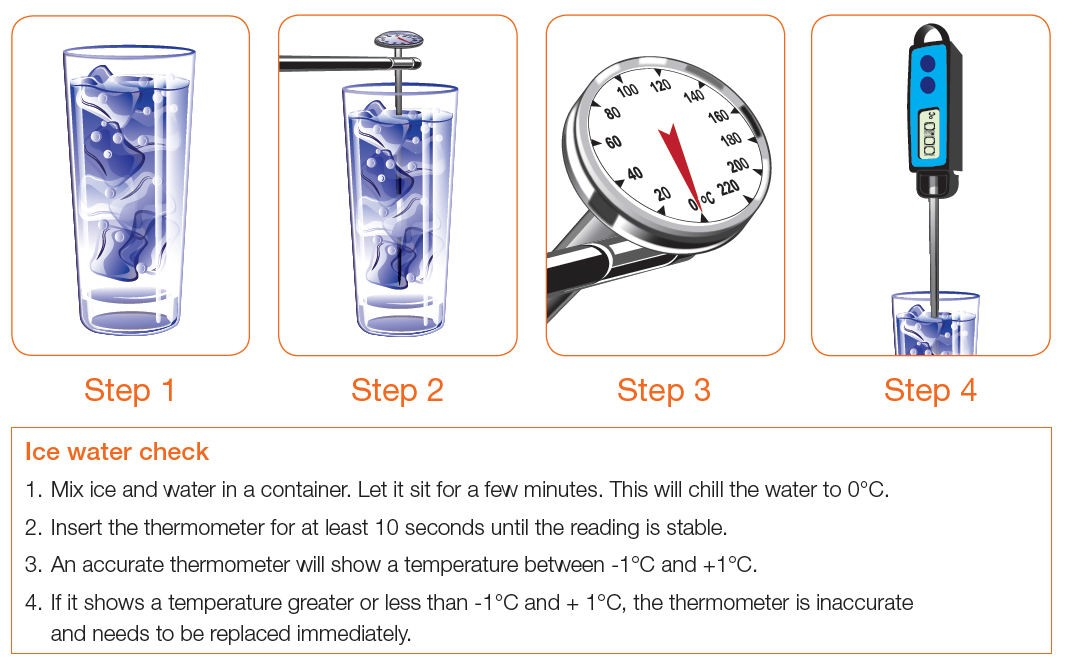 0
20
40
60
80
100
120
140
160
180
200
220
°C
Step 1
Step 2
Step 3
Step 4
Ice water check
1. Mix ice and water in a container. Let it sit for a few minutes. This will chill the water to 0°C.
2. Insert the thermometer for at least 10 seconds until the reading is stable.
3. An accurate thermometer will show a temperature between -1°C and +1°C.
4. If it shows a temperature greater or less than -1°C and + 1°C, the thermometer is inaccurate
and needs to be replaced immediately.